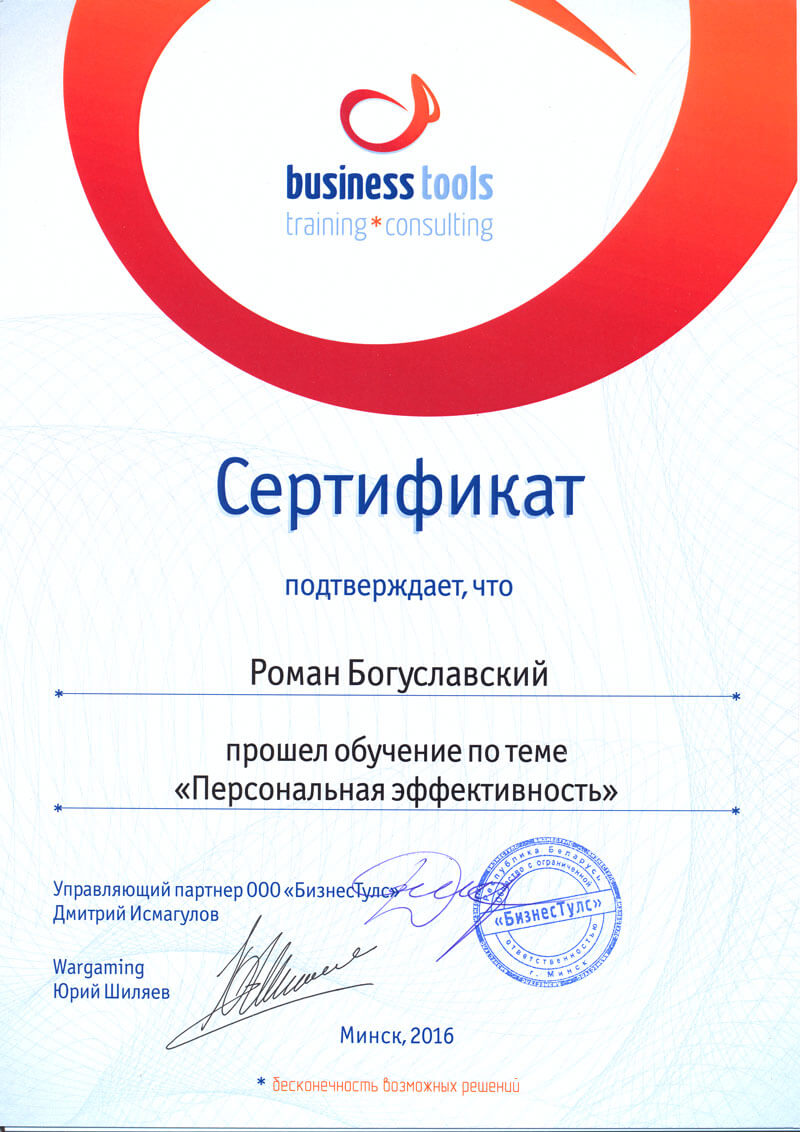 business tools
training*consulting
Сертификат
подтверждает, что
Роман Богуславский
прошел обучение по теме
«Персональная эффективность»
Управляющий партнер ООО «БизнесТулс»
Дмитрий Исмагулов
Wargaming
Юрий Шиляев
Республика Беларусь
Общество с ограниченной
«БизнесТулс»
ответственностью
г. Минск
Минск, 2016
* бесконечность возможных решений